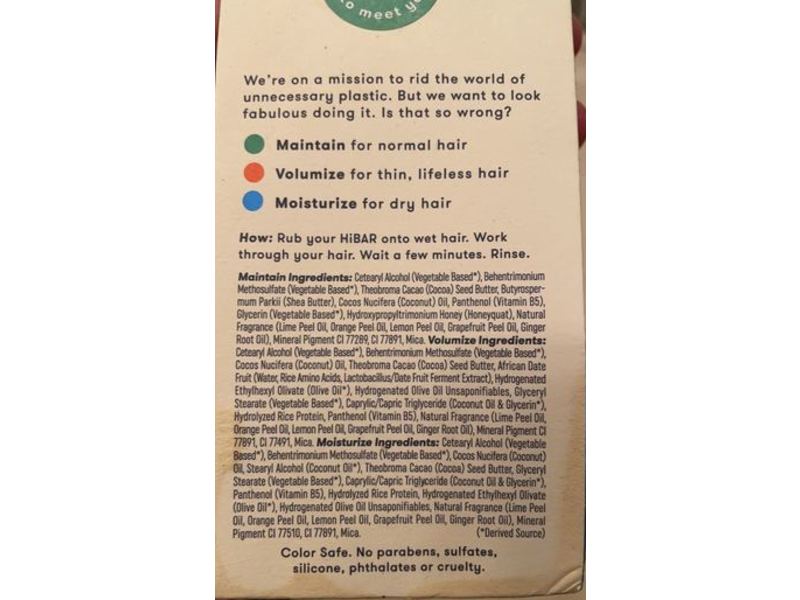 to meet yo
We're on a mission to rid the world of
unnecessary plastic. But we want to look
fabulous doing it. Is that so wrong?
Maintain for normal hair
Volumize for thin, lifeless hair
Moisturize for dry hair
How: Rub your HiBAR onto wet hair. Work
through your hair. Wait a few minutes. Rinse.
Maintain Ingredients: Cetearyl Alcohol (Vegetable Based*), Behentrimonium
Methosulfate (Vegetable Based*), Theobroma Cacao (Cocoa) Seed Butter, Butyrosper-
mum Parkii (Shea Butter), Cocos Nucifera (Coconut) Oil, Panthenol (Vitamin B5),
Glycerin (Vegetable Based*), Hydroxypropyltrimonium Honey (Honeyquat), Natural
Fragrance (Lime Peel Oil, Orange Peel Oil, Lemon Peel Oil, Grapefruit Peel Oil, Ginger
Root Oil), Mineral Pigment CI 77289, CI 77891, Mica. Volumize Ingredients:
Cetearyl Alcohol (Vegetable Based*), Behentrimonium Methosulfate (Vegetable Based*),
Cocos Nucifera (Coconut) Oil, Theobroma Cacao (Cocoa) Seed Butter, African Date
Fruit (Water, Rice Amino Acids, Lactobacillus/Date Fruit Ferment Extract), Hydrogenated
Ethylhexyl Olivate (Olive Oil*), Hydrogenated Olive Oil Unsaponifiables, Glyceryl
Stearate (Vegetable Based*), Caprylic/Capric Triglyceride (Coconut Oil & Glycerin*),
Hydrolyzed Rice Protein, Panthenol (Vitamin B5), Natural Fragrance (Lime Peel Oil,
Orange Peel Oil, Lemon Peel Oil, Grapefruit Peel Oil, Ginger Root Oil), Mineral Pigment CI
77891, CI 77491, Mica. Moisturize Ingredients: Cetearyl Alcohol (Vegetable
Based*), Behentrimonium Methosulfate (Vegetable Based*), Cocos Nucifera (Coconut)
Oil, Stearyl Alcohol (Coconut Oil*), Theobroma Cacao (Cocoa) Seed Butter, Glyceryl
Stearate (Vegetable Based*), Caprylic/Capric Triglyceride (Coconut Oil & Glycerin*),
Panthenol (Vitamin B5), Hydrolyzed Rice Protein, Hydrogenated Ethylhexyl Olivate
(Olive Oil*), Hydrogenated Olive Oil Unsaponifiables, Natural Fragrance (Lime Peel
Oil, Orange Peel Oil, Lemon Peel Oil, Grapefruit Peel Oil, Ginger Root Oil), Mineral
Pigment CI 77510, CI 77891, Mica. (*Derived Source)
Color Safe. No parabens, sulfates,
silicone, phthalates or cruelty.